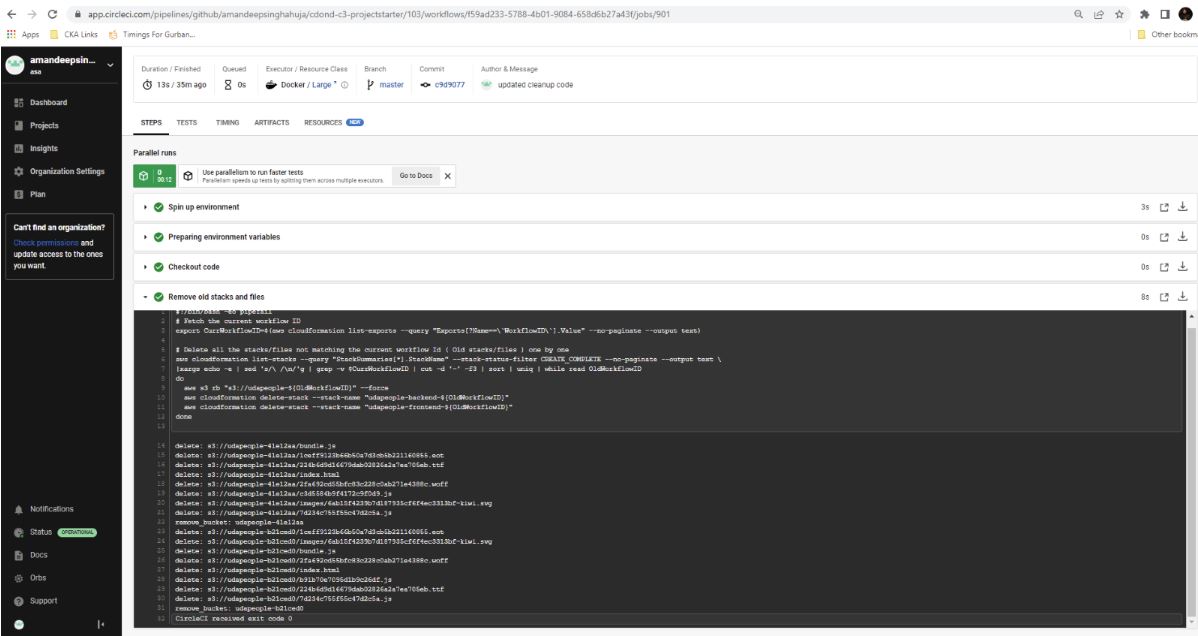 app.circleci.com/pipelines/github/amandeepsinghahuja/cdond-c3-projectstarter/103/workflows/f59ad233-5788-4b01-9084-658d6b27a43f/jobs/901
Apps CKA Links Timings For Gurban... Other bookm
amandeepsin...
asa
Dashboard
Projects
Insights
Organization Settings
Plan
Can't find an organization?
Check permissions and
update access to the ones
you want.
Notifications
Status OPERATIONAL
Docs
Orbs
Support
Duration / Finished Queued Executor / Resource Class Branch Commit Author & Message
13s / 35m ago 0s Docker / Large master c9d9077 updated cleanup code
STEPS TESTS TIMING ARTIFACTS RESOURCES NEW
Parallel runs
0
00:12
Use parallelism to run faster tests
Parallelism speeds up tests by splitting them across multiple executors.
Go to Docs
Spin up environment 3s
Preparing environment variables 0s
Checkout code 0s
Remove old stacks and files 8s
1 #!/bin/bash -eo pipefail
2 # Fetch the current workflow ID
3 export CurrWorkflowID=$(aws cloudformation list-exports --query "Exports[?Name==\`WorkflowID\`].Value" --no-paginate --output text)
4
5 # Delete all the stacks/files not matching the current workflow Id ( Old stacks/files ) one by one
6 aws cloudformation list-stacks --query "StackSummaries[*].StackName" --stack-status-filter CREATE_COMPLETE --no-paginate --output text \
7 |xargs echo -e | sed 's/\ /\n/'g | grep -v $CurrWorkflowID | cut -d '-' -f3 | sort | uniq | while read OldWorkflowID
8 do
9 aws s3 rb "s3://udapeople-${OldWorkflowID}" --force
10 aws cloudformation delete-stack --stack-name "udapeople-backend-${OldWorkflowID}"
11 aws cloudformation delete-stack --stack-name "udapeople-frontend-${OldWorkflowID}"
12 done
13
14 delete: s3://udapeople-41e12aa/bundle.js
15 delete: s3://udapeople-41e12aa/1ceff9123b66b50a7d3cb5b221160855.eot
16 delete: s3://udapeople-41e12aa/224b6d9d16679dab02826a2a7ea705eb.ttf
17 delete: s3://udapeople-41e12aa/index.html
18 delete: s3://udapeople-41e12aa/2fa692cd55bfc83c228c0ab271e4388c.woff
19 delete: s3://udapeople-41e12aa/c3d5584b9f4172c9f0d9.js
20 delete: s3://udapeople-41e12aa/images/6ab15f4239b7d187935cf6f4ec3313bf-kiwi.svg
21 delete: s3://udapeople-41e12aa/7d234c755f55c47d2c5a.js
22 remove_bucket: udapeople-41e12aa
23 delete: s3://udapeople-b21ced0/1ceff9123b66b50a7d3cb5b221160855.eot
24 delete: s3://udapeople-b21ced0/images/6ab15f4239b7d187935cf6f4ec3313bf-kiwi.svg
25 delete: s3://udapeople-b21ced0/bundle.js
26 delete: s3://udapeople-b21ced0/2fa692cd55bfc83c228c0ab271e4388c.woff
27 delete: s3://udapeople-b21ced0/index.html
28 delete: s3://udapeople-b21ced0/b91b70e7095d1b9c26df.js
29 delete: s3://udapeople-b21ced0/224b6d9d16679dab02826a2a7ea705eb.ttf
30 delete: s3://udapeople-b21ced0/7d234c755f55c47d2c5a.js
31 remove_bucket: udapeople-b21ced0
32 CircleCI received exit code 0